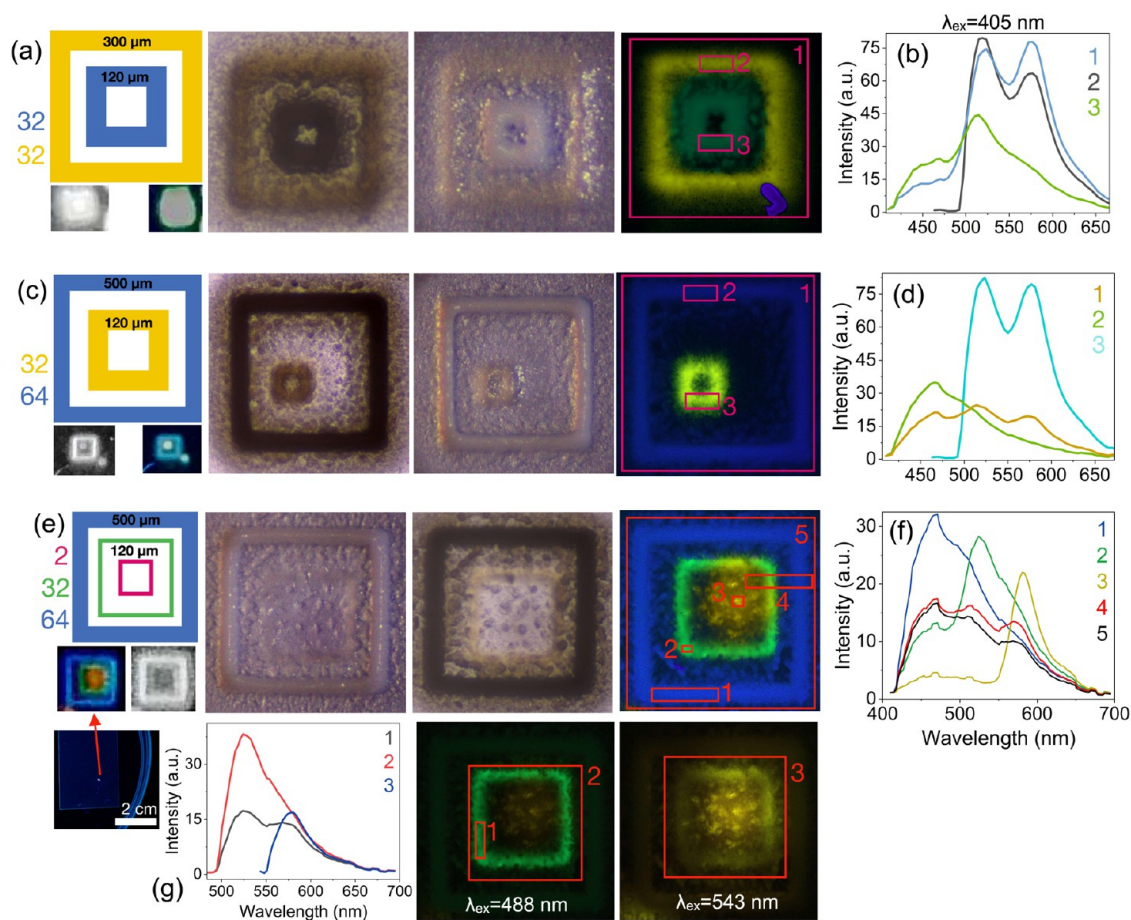 (a)
300 µm
120 µm
32
32
1
2
3
(b)
λex=405 nm
Intensity (a.u.)
75
60
45
30
15
0
450 500 550 600 650
1
2
3
(c)
500 µm
120 µm
32
64
1
2
3
(d)
Intensity (a.u.)
75
60
45
30
15
0
450 500 550 600 650
1
2
3
(e)
500 µm
120 µm
2
32
64
5
3
4
2
1
(f)
Intensity (a.u.)
30
20
10
0
400 500 600 700
Wavelength (nm)
1
2
3
4
5
2 cm
(g)
Intensity (a.u.)
30
15
0
500 550 600 650 700
Wavelength (nm)
1
2
3
2
1
λex=488 nm
3
λex=543 nm